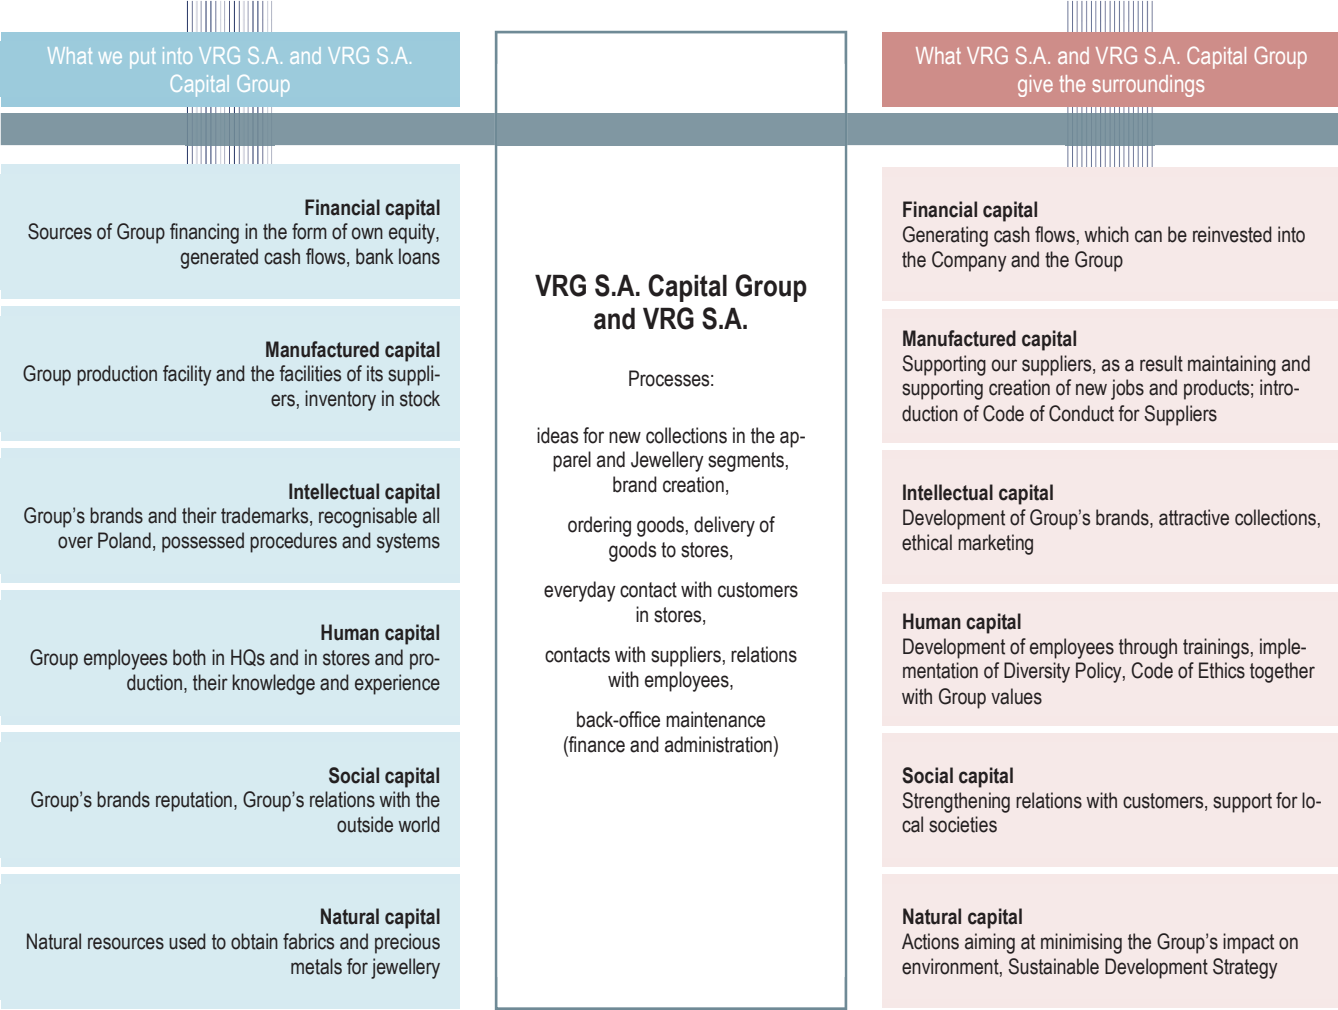 What we put into VRG S.A. and VRG S.A.
Capital Group
Financial capital
Sources of Group financing in the form of own equity,
generated cash flows, bank loans
Manufactured capital
Group production facility and the facilities of its suppli-
ers, inventory in stock
Intellectual capital
Group's brands and their trademarks, recognisable all
over Poland, possessed procedures and systems
Human capital
Group employees both in HQs and in stores and pro-
duction, their knowledge and experience
Social capital
Group's brands reputation, Group's relations with the
outside world
Natural capital
Natural resources used to obtain fabrics and precious
metals for jewellery
VRG S.A. Capital Group
and VRG S.A.
Processes:
ideas for new collections in the ap-
parel and Jewellery segments,
brand creation,
ordering goods, delivery of
goods to stores,
everyday contact with customers
in stores,
contacts with suppliers, relations
with employees,
back-office maintenance
(finance and administration)
What VRG S.A. and VRG S.A. Capital Group
give the surroundings
Financial capital
Generating cash flows, which can be reinvested into
the Company and the Group
Manufactured capital
Supporting our suppliers, as a result maintaining and
supporting creation of new jobs and products; intro-
duction of Code of Conduct for Suppliers
Intellectual capital
Development of Group's brands, attractive collections,
ethical marketing
Human capital
Development of employees through trainings, imple-
mentation of Diversity Policy, Code of Ethics together
with Group values
Social capital
Strengthening relations with customers, support for lo-
cal societies
Natural capital
Actions aiming at minimising the Group's impact on
environment, Sustainable Development Strategy